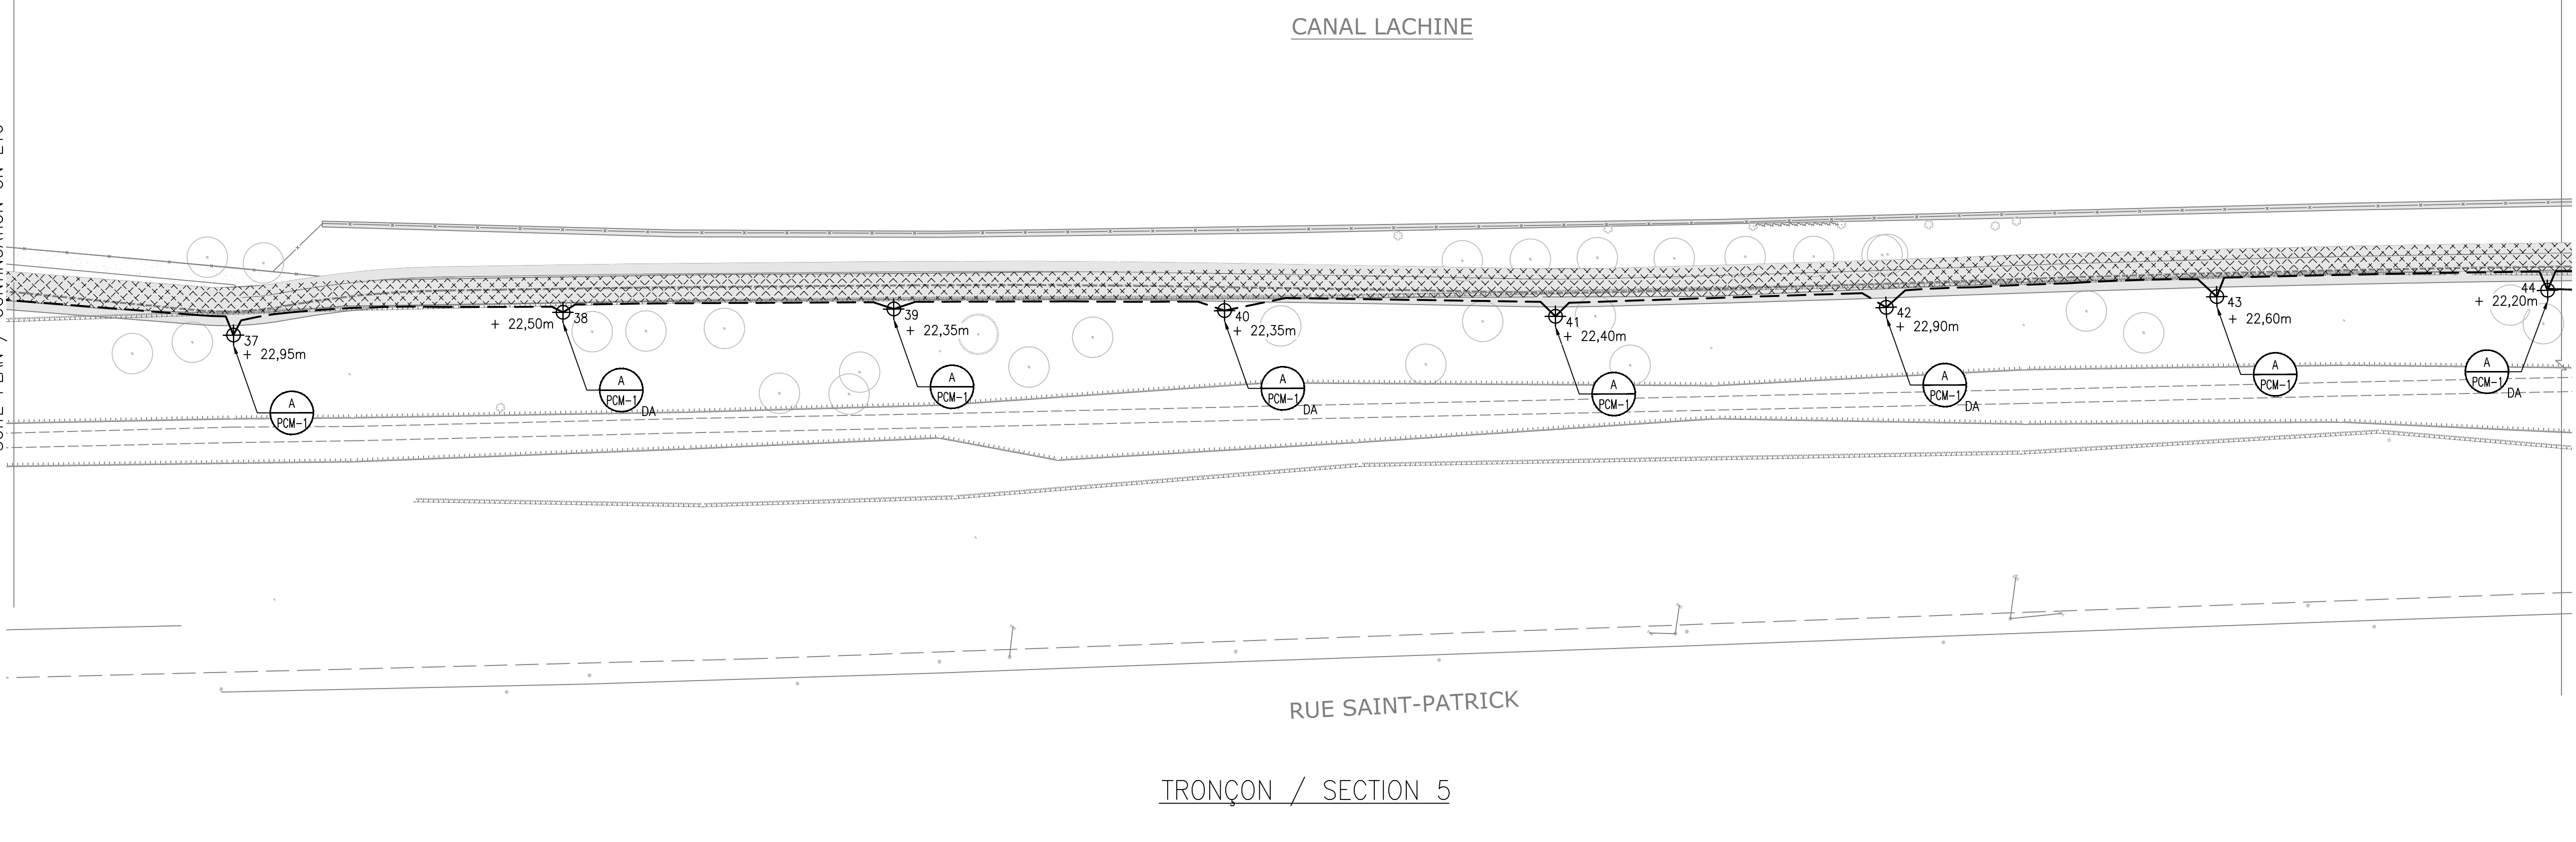 CANAL LACHINE
37
+ 22,95m
A
PCM-1
+ 22,50m
38
A
PCM-1
DA
39
+ 22,35m
A
PCM-1
40
+ 22,35m
A
PCM-1
DA
41
+ 22,40m
A
PCM-1
42
+ 22,90m
A
PCM-1
DA
43
+ 22,60m
A
PCM-1
44
+ 22,20m
A
PCM-1
DA
RUE SAINT-PATRICK
TRONÇON / SECTION 5